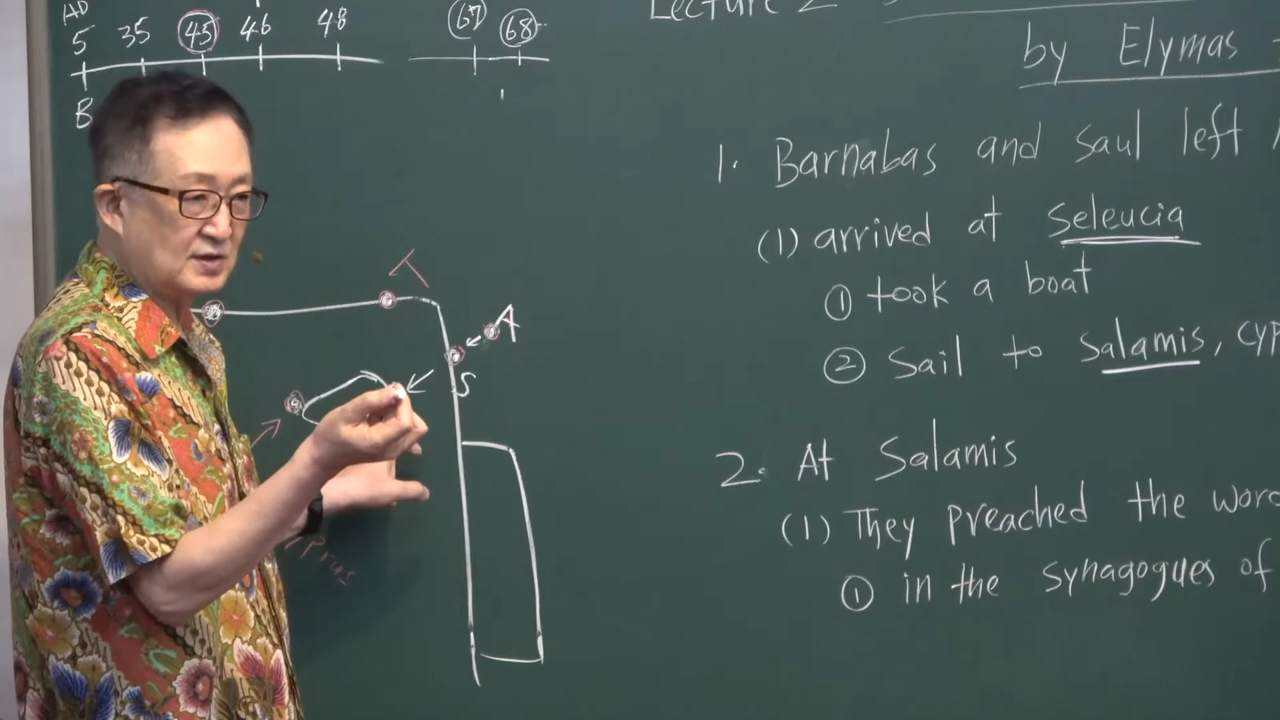 AD
5 35 45 46 48 67 68
B
Lecture 2
by Elymas
1. Barnabas and Saul left
(1) arrived at Seleucia
① took a boat
② Sail to Salamis, CYP
2. At Salamis
(1) They preached the word
① in the synagogues of
T
A
S